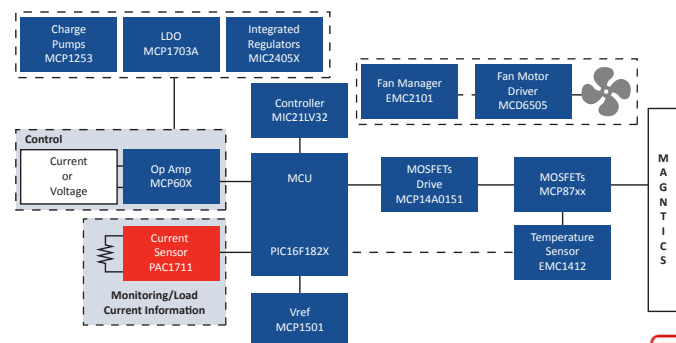 Charge
Pumps
MCP1253
LDO
MCP1703A
Integrated
Regulators
MIC2405X
Controller
MIC21LV32
Fan Manager
EMC2101
Fan Motor
Driver
MCD6505
Control
Current
or
Voltage
Op Amp
MCP60X
MCU
PIC16F182X
MOSFETs
Drive
MCP14A0151
MOSFETs
MCP87xx
M
A
G
N
T
I
C
S
Current
Sensor
PAC1711
Temperature
Sensor
EMC1412
Monitoring/Load
Current Information
Vref
MCP1501